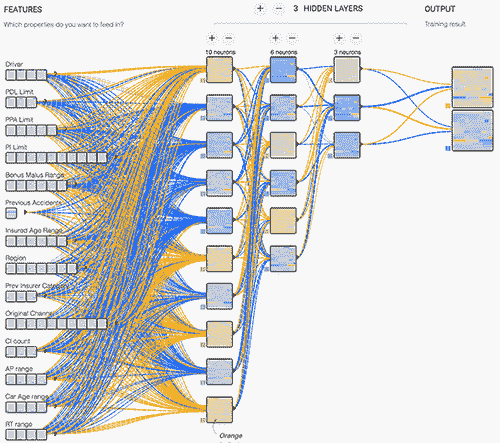 FEATURES
Which properties do you want to feed in?
3 HIDDEN LAYERS
OUTPUT
Training result.
10 neurons
6 neurons
3 neurons
Driver
PDL Limit
PPA Limit
PI Limit
Bonus Malus Range
Previous Accidents
Insured Age Range
Region
Prev Insurer Category
Original Channel
CI count
AP range
Car Age range
RT range
Orange